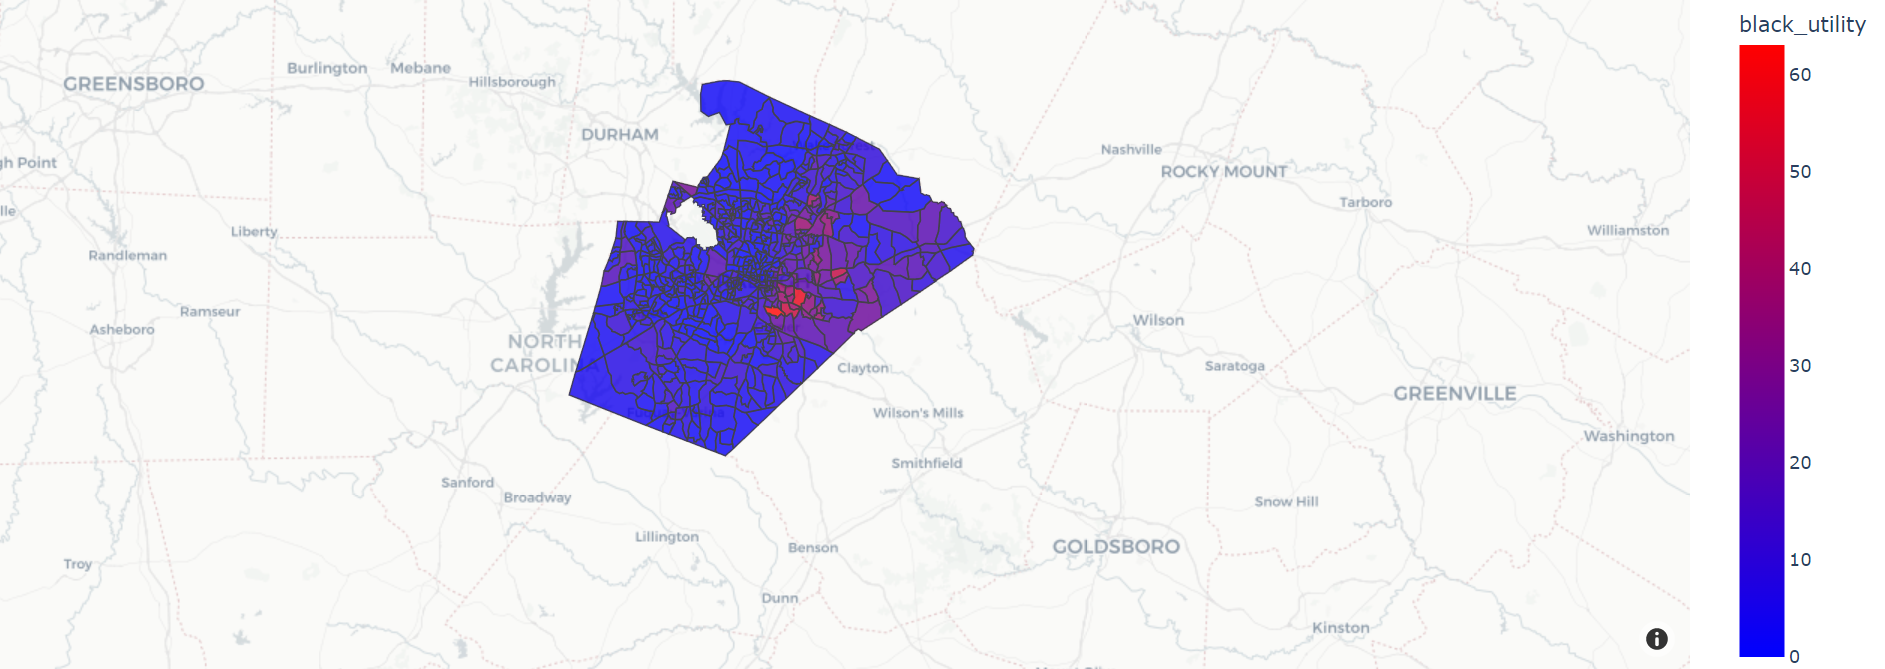 black_utility
60
50
40
30
20
10
0
GREENSBORO
Burlington
Mebane
Hillsborough
DURHAM
gh Point
lle
Randleman
Liberty
Asheboro
Ramseur
NORTH
CAROLINA
Nashville
ROCKY MOUNT
Tarboro
Williamston
Wilson
Saratoga
GREENVILLE
Washington
Clayton
Wilson's Mills
Smithfield
Sanford
Broadway
Lillington
Benson
Dunn
Troy
GOLDSBORO
Snow Hill
Kinston